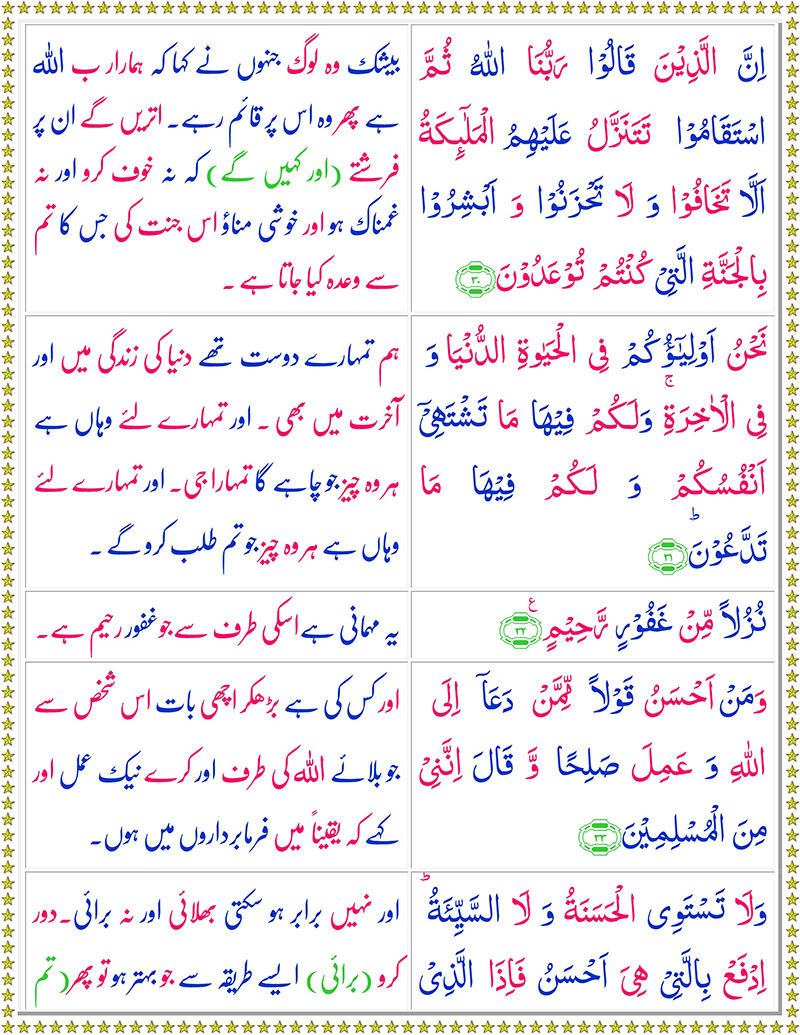 اِنَّ الَّذِيْنَ قَالُوْا رَبُّنَا اللهُ ثُمَّ
اسْتَقَامُوْا تَتَنَزَّلُ عَلَيْهِمُ الْمَلٰٓئِكَةُ
اَلَّا تَخَافُوْا وَ لَا تَحْزَنُوْا وَ اَبْشِرُوْا
بِالْجَنَّةِ الَّتِىْ كُنْتُمْ تُوْعَدُوْنَ ۝۳۰
بیشک وہ لوگ جنہوں نے کہا کہ ہمارا رب اللہ
ہے پھر وہ اس پر قائم رہے۔ اتریں گے ان پر
فرشتے (اور کہیں گے) کہ نہ خوف کرو اور نہ
غمناک ہو اور خوشی مناؤ اس جنت کی جس کا تم
سے وعدہ کیا جاتا ہے ۔
نَحْنُ اَوْلِيٰٓؤُكُمْ فِى الْحَيٰوةِ الدُّنْيَا وَ
فِى الْاٰخِرَةِ ۚ وَلَكُمْ فِيْهَا مَا تَشْتَهِىْٓ
اَنْفُسُكُمْ وَ لَكُمْ فِيْهَا مَا
تَدَّعُوْنَ ؕ ۝۳۱
ہم تمہارے دوست تھے دنیا کی زندگی میں اور
آخرت میں بھی ۔ اور تمہارے لئے وہاں ہے
ہر وہ چیز جو چاہے گا تمہارا جی۔ اور تمہارے لئے
وہاں ہے ہر وہ چیز جو تم طلب کرو گے ۔
نُزُلاً مِّنْ غَفُوْرٍ رَّحِيْمٍ ۝۳۲ ع
یہ مہمانی ہے اسکی طرف سے جو غفور رحیم ہے۔
وَمَنْ اَحْسَنُ قَوْلاً مِّمَّنْ دَعَآ اِلَى
اللهِ وَ عَمِلَ صَلِحًا وَّ قَالَ اِنَّنِىْ
مِنَ الْمُسْلِمِيْنَ ۝۳۳
اور کس کی ہے بڑھکر اچھی بات اس شخص سے
جو بلائے اللہ کی طرف اور کرے نیک عمل اور
کہے کہ یقیناً میں فرمابرداروں میں ہوں۔
وَلَا تَسْتَوِى الْحَسَنَةُ وَ لَا السَّيِّئَةُ ؕ
اِدْفَعْ بِالَّتِىْ هِىَ اَحْسَنُ فَاِذَا الَّذِىْ
اور نہیں برابر ہو سکتی بھلائی اور نہ برائی۔ دور
کرو (برائی) ایسے طریقہ سے جو بہتر ہو تو پھر (تم